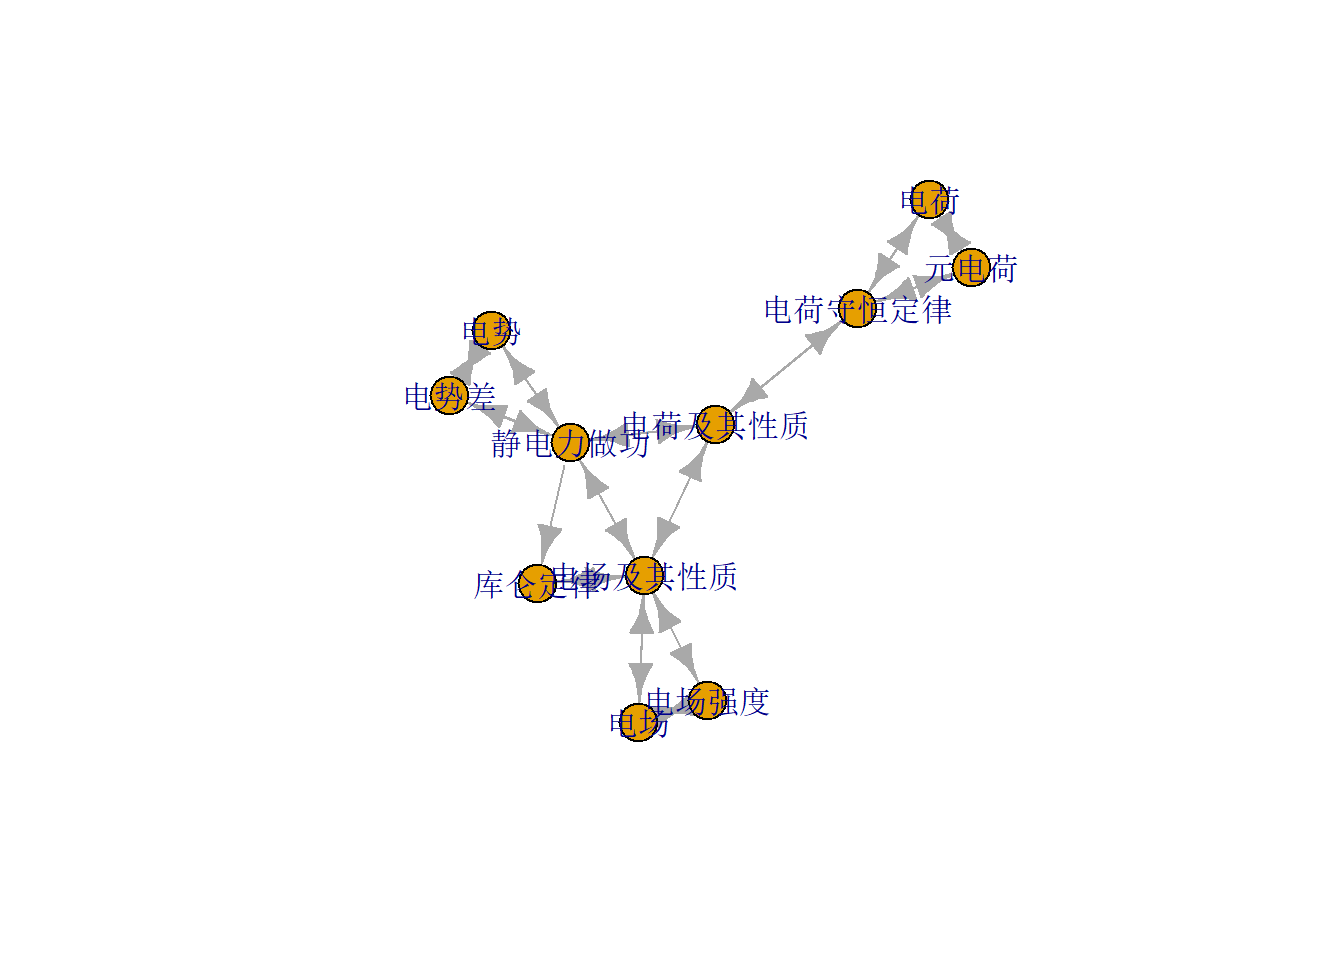 电荷
元电荷
电荷守恒定律
电势
电势差
电荷及其性质
静电力做功
电场及其性质
库仑定律
电场强度
电场